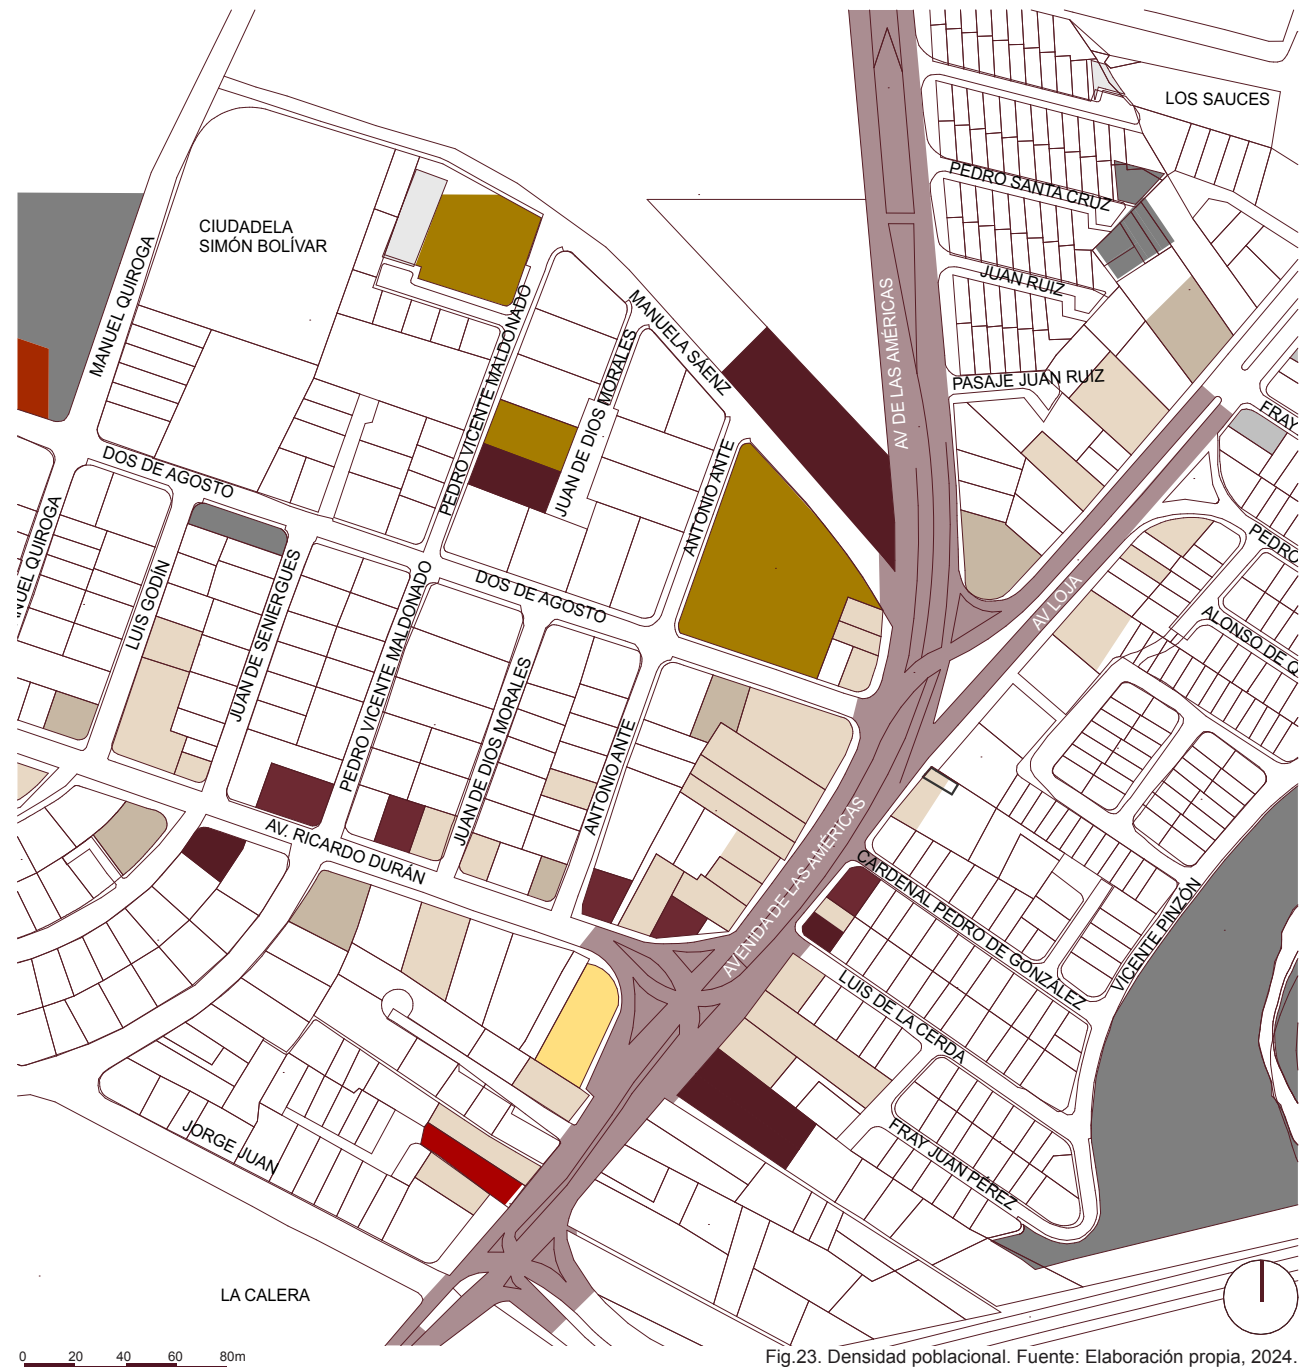 LOS SAUCES
PEDRO SANTA CRUZ
CIUDADELA
SIMÓN BOLÍVAR
MANUEL QUIROGA
JUAN RUIZ
MANUELA SÁENZ
PEDRO VICENTE MALDONADO
JUAN DE DIOS MORALES
AV DE LAS AMÉRICAS
PASAJE JUAN RUIZ
FRAY
DOS DE AGOSTO
ANTONIO ANTE
NUEL QUIROGA
LUIS GODÍN
JUAN DE SENIERGUES
PEDRO VICENTE MALDONADO
DOS DE AGOSTO
PEDRO
AV LOJA
ALONSO DE Q
JUAN DE DIOS MORALES
ANTONIO ANTE
AV. RICARDO DURÁN
AVENIDA DE LAS AMÉRICAS
CARDENAL PEDRO DE GONZÁLEZ
VICENTE PINZÓN
LUIS DE LA CERDA
JORGE JUAN
FRAY JUAN PÉREZ
LA CALERA
0 20 40 60 80m
Fig.23. Densidad poblacional. Fuente: Elaboración propia, 2024.